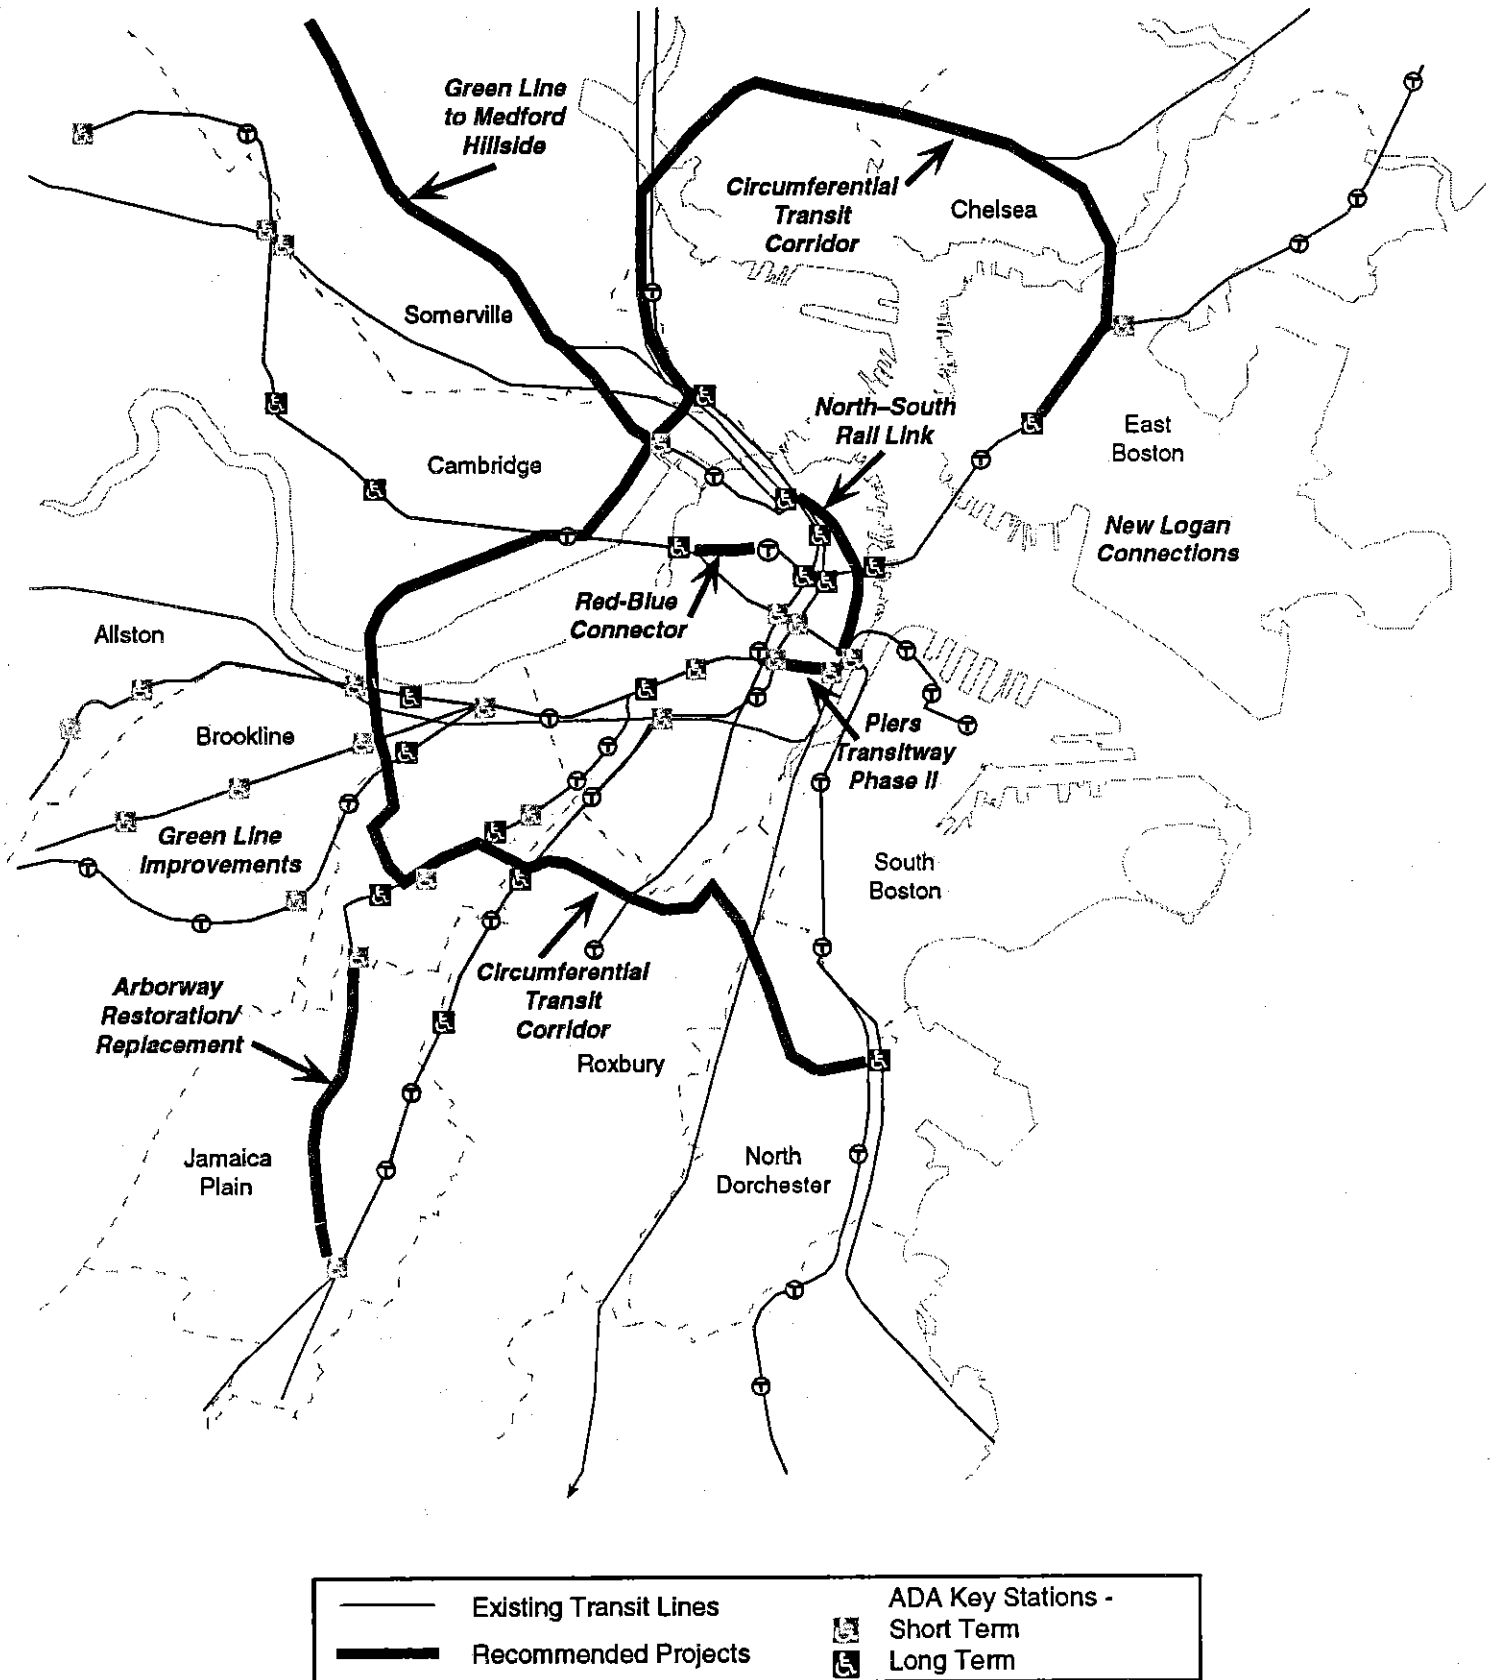 Green Line
to Medford
Hillside
Circumferential
Transit
Corridor
Chelsea
Somerville
North–South
Rail Link
East
Boston
Cambridge
New Logan
Connections
Red-Blue
Connector
Allston
Brookline
Piers
Transitway
Phase II
Green Line
Improvements
South
Boston
Circumferential
Transit
Corridor
Arborway
Restoration/
Replacement
Roxbury
Jamaica
Plain
North
Dorchester
Existing Transit Lines
Recommended Projects
ADA Key Stations -
Short Term
Long Term